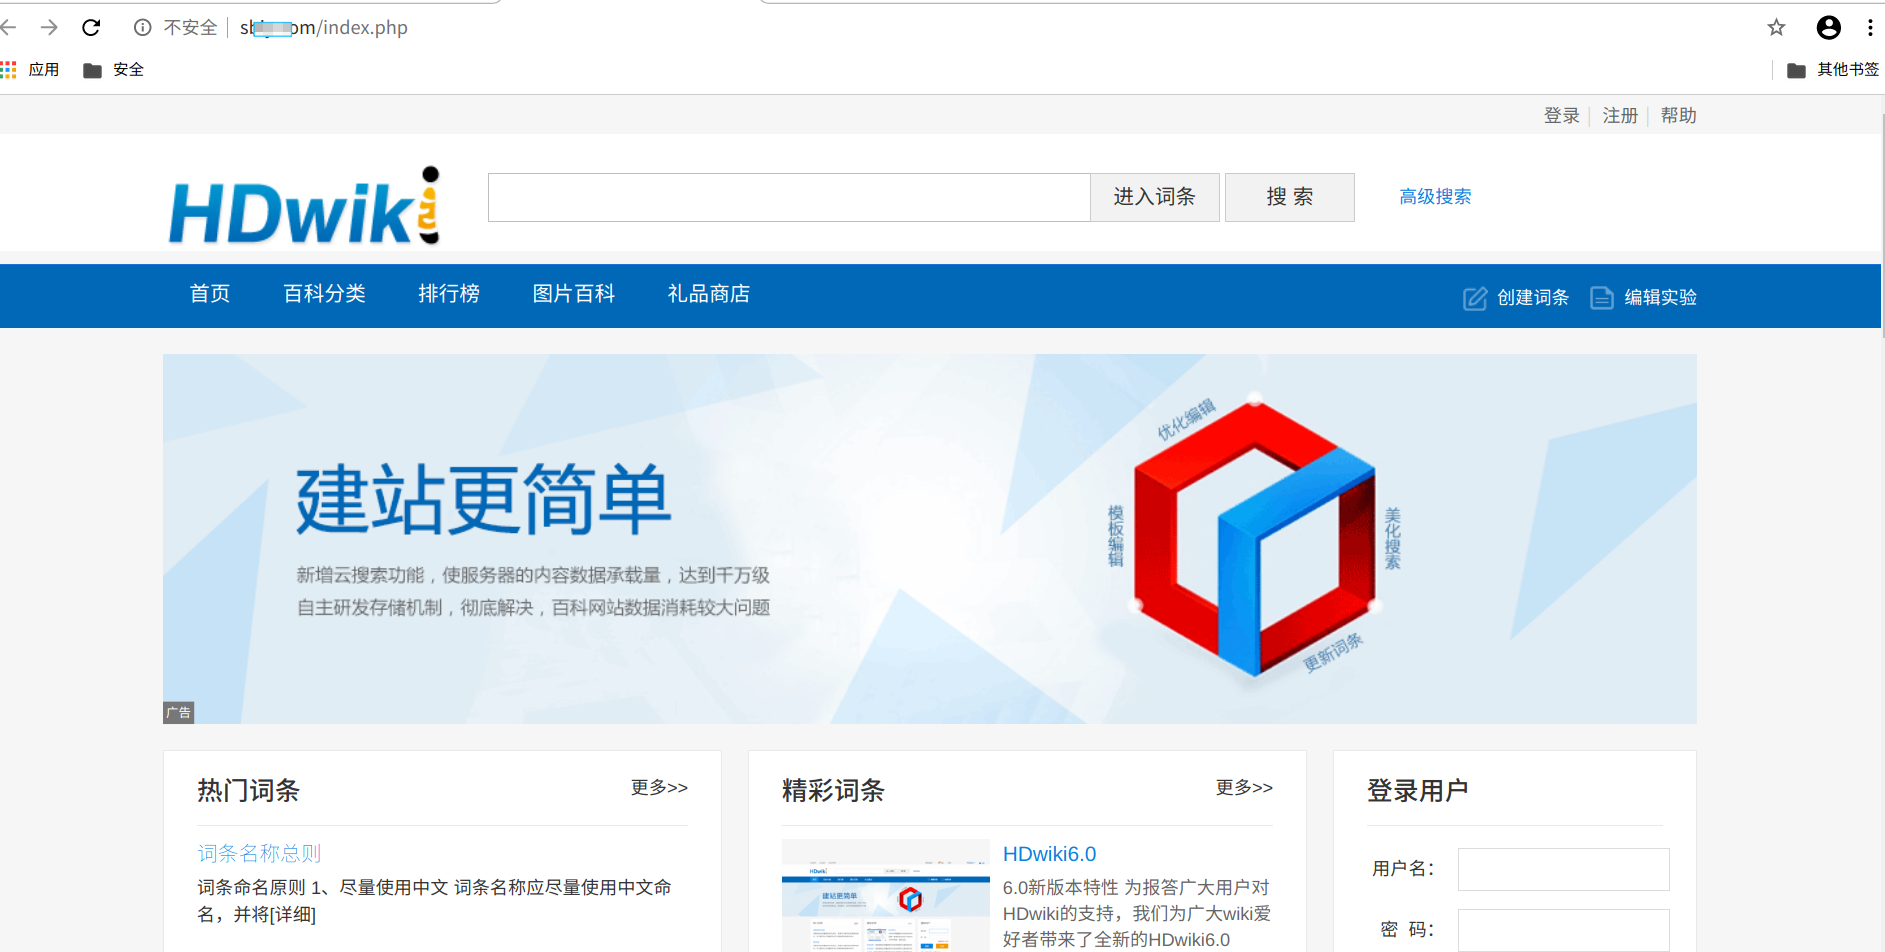 不安全 om/index.php
应用 安全 其他书签
登录 注册 帮助
HDwiki 进入词条 搜 索 高级搜索
首页 百科分类 排行榜 图片百科 礼品商店 创建词条 编辑实验
建站更简单
新增云搜索功能，使服务器的内容数据承载量，达到千万级
自主研发存储机制，彻底解决，百科网站数据消耗较大问题
优化编辑
模板编辑
美化搜索
更新词条
广告
热门词条 更多>>
词条名称总则
词条命名原则 1、尽量使用中文 词条名称应尽量使用中文命
名，并将[详细]
精彩词条 更多>>
HDwiki6.0
6.0新版本特性 为报答广大用户对
HDwiki的支持，我们为广大wiki爱
好者带来了全新的HDwiki6.0
登录用户
用户名：
密 码：